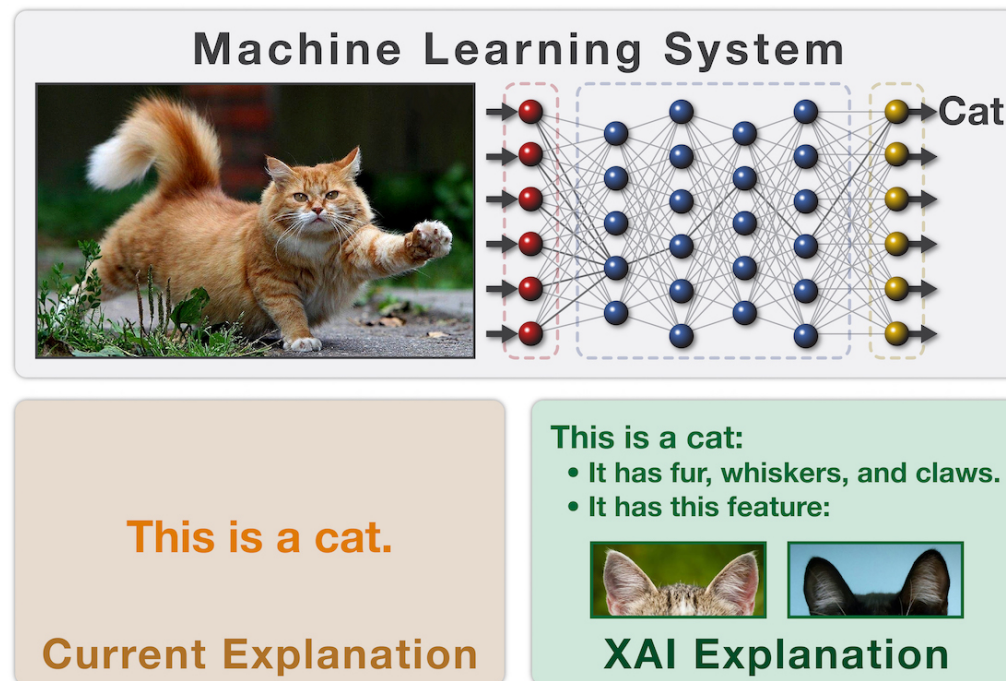 Machine Learning System
Cat
This is a cat.
Current Explanation
This is a cat:
• It has fur, whiskers, and claws.
• It has this feature:
XAI Explanation